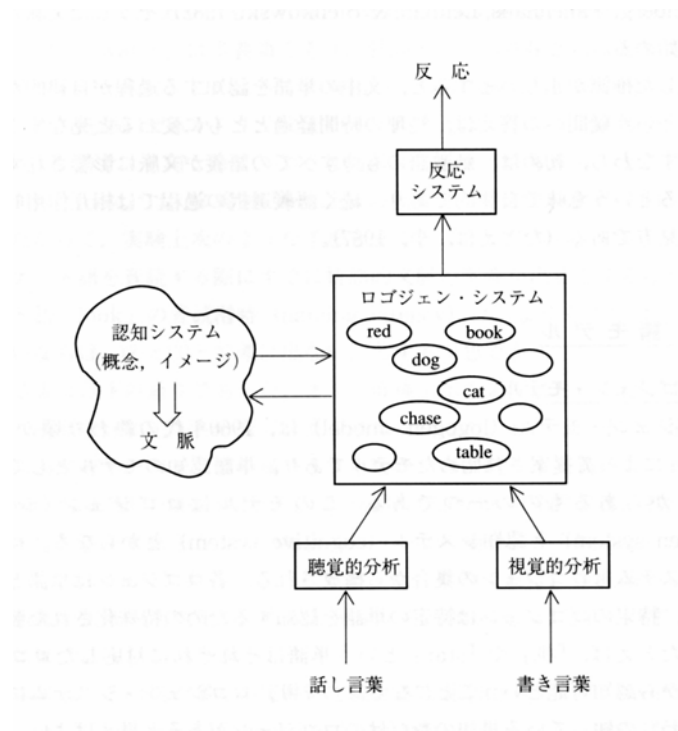 反 応
反応
システム
ロゴジェン・システム
red
book
dog
cat
chase
table
認知システム
(概念，イメージ)
文 脈
聴覚的分析
視覚的分析
話し言葉
書き言葉